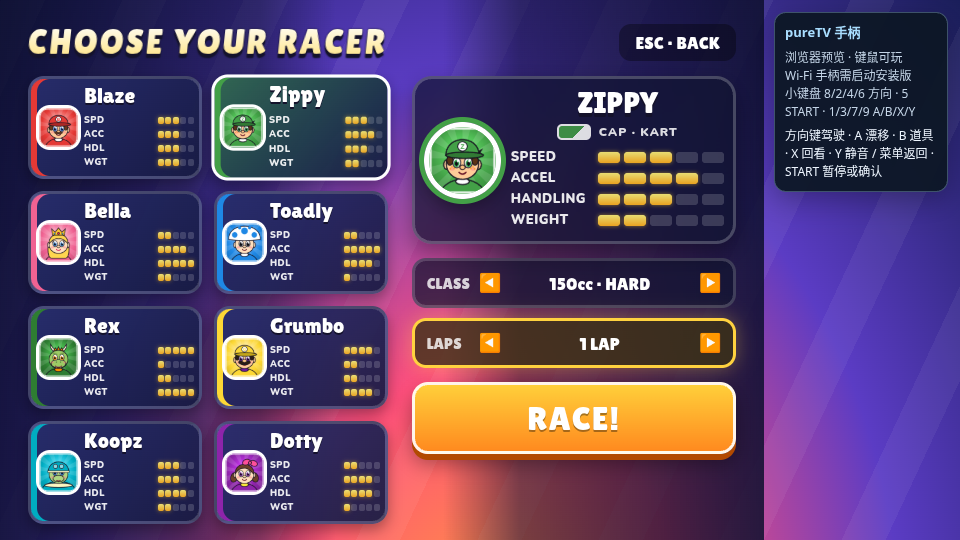 CHOOSE YOUR RACER
ESC · BACK
Blaze
SPD
ACC
HDL
WGT
Zippy
SPD
ACC
HDL
WGT
Bella
SPD
ACC
HDL
WGT
Toadly
SPD
ACC
HDL
WGT
Rex
SPD
ACC
HDL
WGT
Grumbo
SPD
ACC
HDL
WGT
Koopz
SPD
ACC
HDL
WGT
Dotty
SPD
ACC
HDL
WGT
ZIPPY
CAP · KART
SPEED
ACCEL
HANDLING
WEIGHT
CLASS
150cc · HARD
LAPS
1 LAP
RACE!
pureTV 手柄
浏览器预览 · 键鼠可玩
Wi-Fi 手柄需启动安装版
小键盘 8/2/4/6 方向 · 5
START · 1/3/7/9 A/B/X/Y
方向键驾驶 · A 漂移 · B 道具
· X 回看 · Y 静音 / 菜单返回 ·
START 暂停或确认